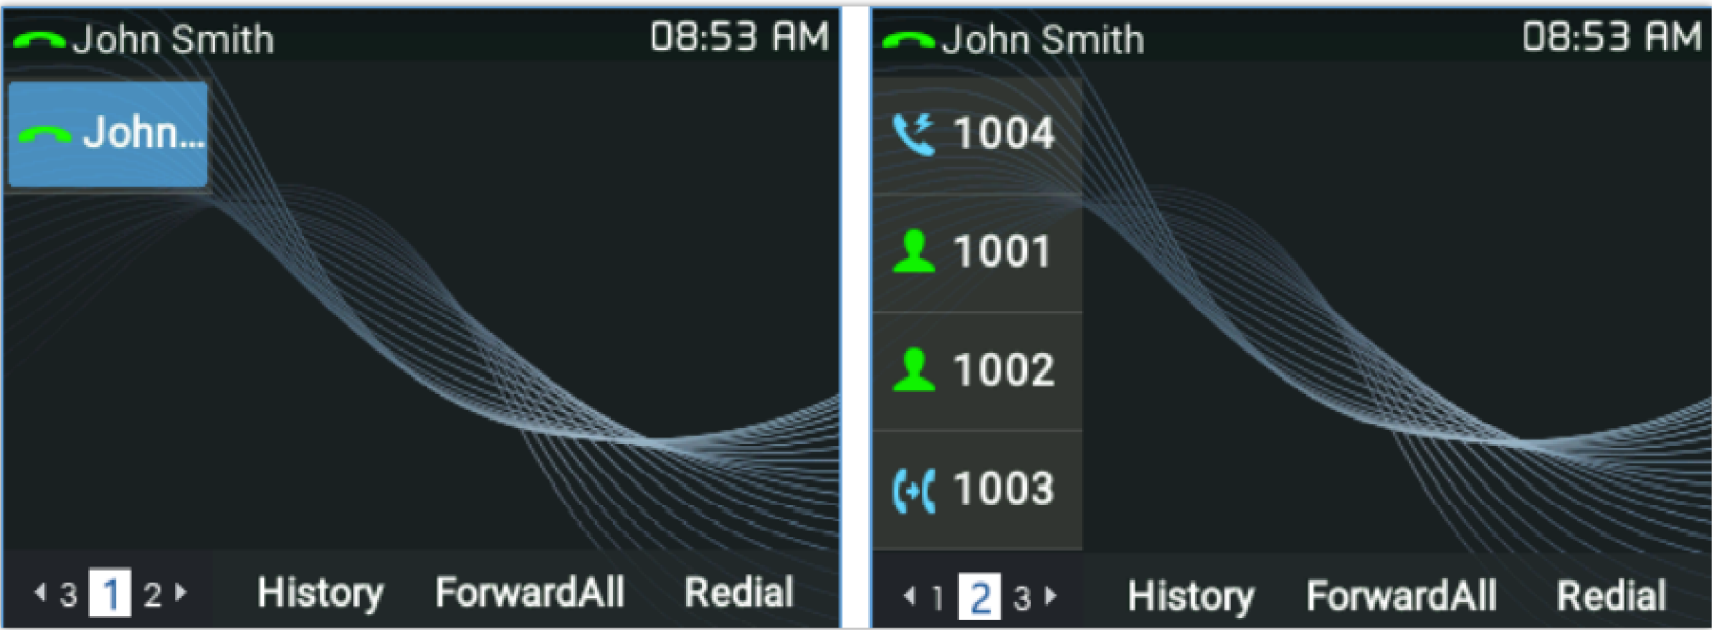 John Smith 08:53 AM
John...
3 1 2 History ForwardAll Redial
John Smith 08:53 AM
1004
1001
1002
1003
1 2 3 History ForwardAll Redial